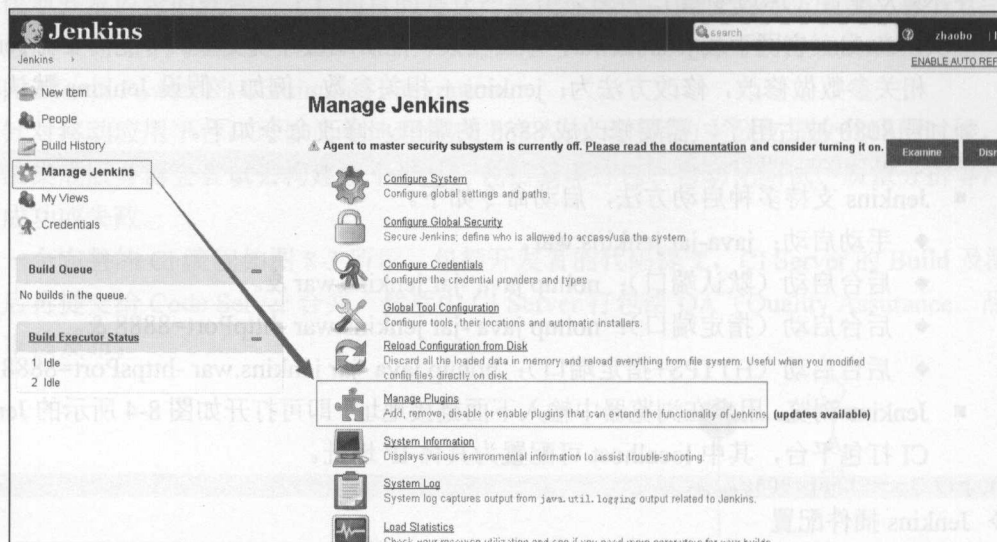 Jenkins
search
zhaobo
Jenkins
ENABLE AUTO REF
New Item
People
Build History
Manage Jenkins
My Views
Credentials
Build Queue
No builds in the queue.
Build Executor Status
1 Idle
2 Idle
Manage Jenkins
Agent to master security subsystem is currently off. Please read the documentation and consider turning it on.
Examine
Dis
Configure System
Configure global settings and paths.
Configure Global Security
Secure Jenkins; define who is allowed to access/use the system.
Configure Credentials
Configure the credential providers and types
Global Tool Configuration
Configure tools, their locations and automatic installers.
Reload Configuration from Disk
Discard all the loaded data in memory and reload everything from file system. Useful when you modified
config files directly on disk.
Manage Plugins
Add, remove, disable or enable plugins that can extend the functionality of Jenkins. (updates available)
System Information
Displays various environmental information to assist trouble-shooting.
System Log
System log captures output from java.util.logging output related to Jenkins.
Load Statistics